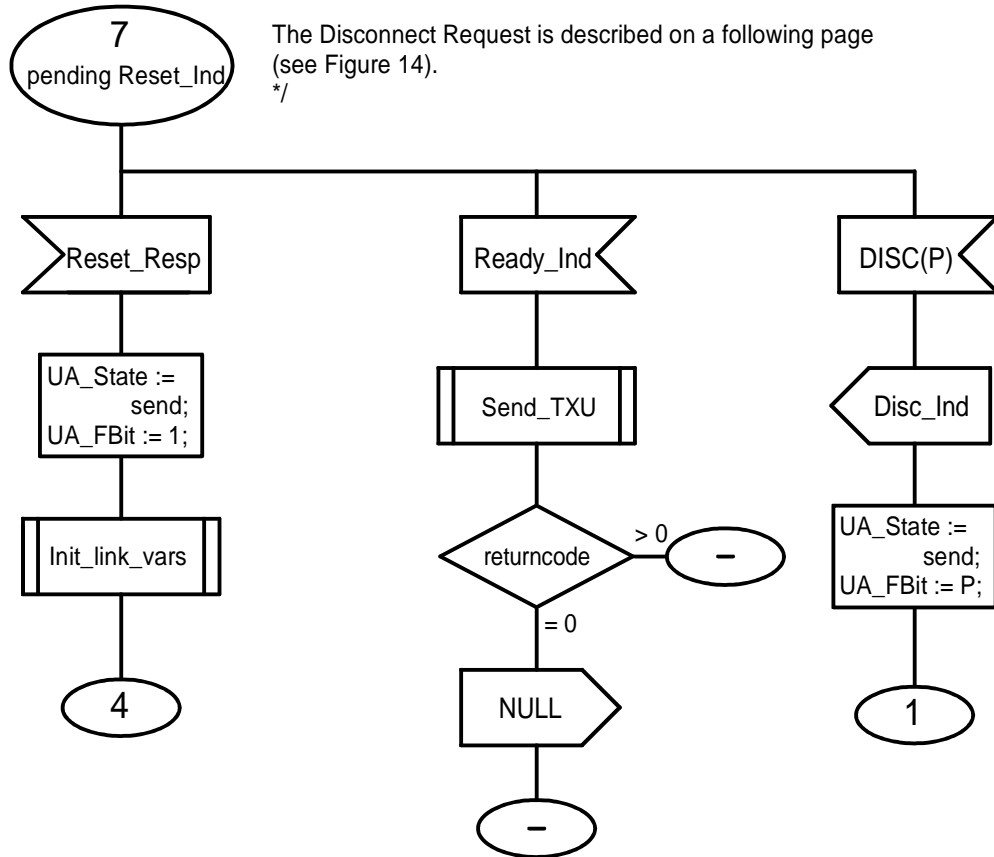 7
pending Reset_Ind
The Disconnect Request is described on a following page
(see Figure 14).
*/
Reset_Resp
Ready_Ind
DISC(P)
UA_State :=
send;
UA_FBit := 1;
Send_TXU
Disc_Ind
Init_link_vars
returncode
> 0
–
= 0
UA_State :=
send;
UA_FBit := P;
4
NULL
1
–